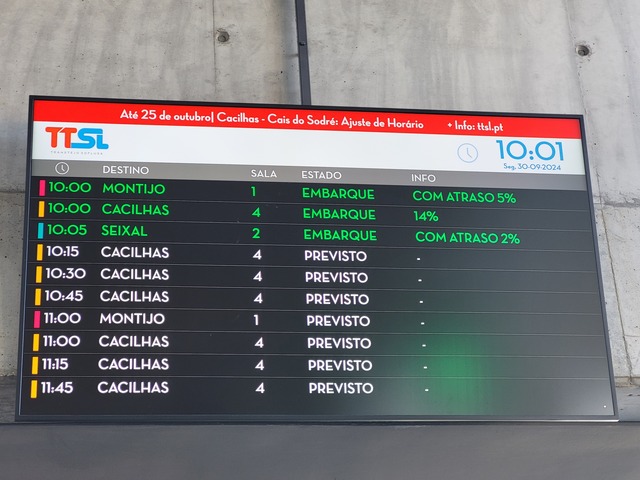 Até 25 de outubro| Cacilhas - Cais do Sodré: Ajuste de Horário + Info: ttsl.pt
TTSL
10:01
Seg, 30-09-2024
DESTINO SALA ESTADO INFO
10:00 MONTIJO 1 EMBARQUE COM ATRASO 5%
10:00 CACILHAS 4 EMBARQUE 14%
10:05 SEIXAL 2 EMBARQUE COM ATRASO 2%
10:15 CACILHAS 4 PREVISTO -
10:30 CACILHAS 4 PREVISTO -
10:45 CACILHAS 4 PREVISTO -
11:00 MONTIJO 1 PREVISTO -
11:00 CACILHAS 4 PREVISTO -
11:15 CACILHAS 4 PREVISTO -
11:45 CACILHAS 4 PREVISTO -